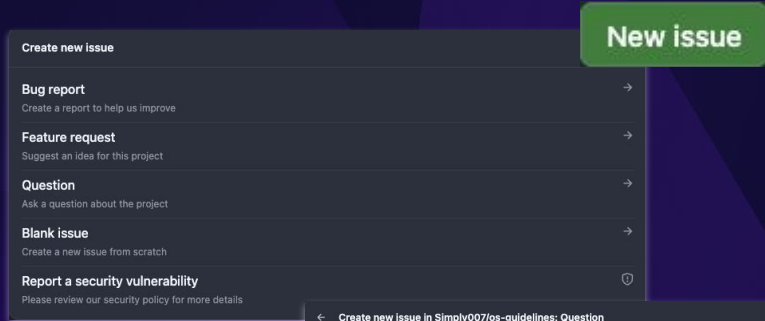 New issue
Create new issue
Bug report
Create a report to help us improve
Feature request
Suggest an idea for this project
Question
Ask a question about the project
Blank issue
Create a new issue from scratch
Report a security vulnerability
Please review our security policy for more details
← Create new issue in Simply007/os-guidelines: Question